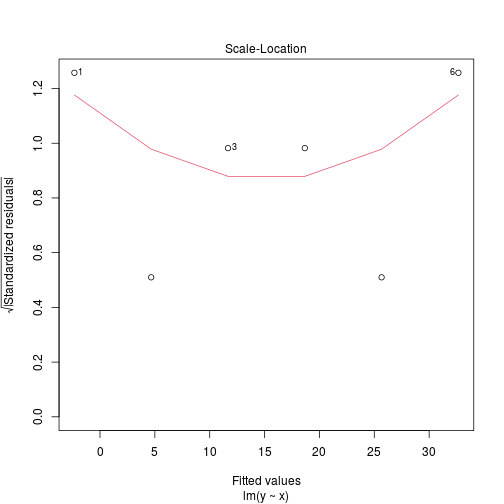 Scale-Location
√|Standardized residuals|
0.0 0.2 0.4 0.6 0.8 1.0 1.2
1
3
6
0 5 10 15 20 25 30
Fitted values
lm(y ~ x)